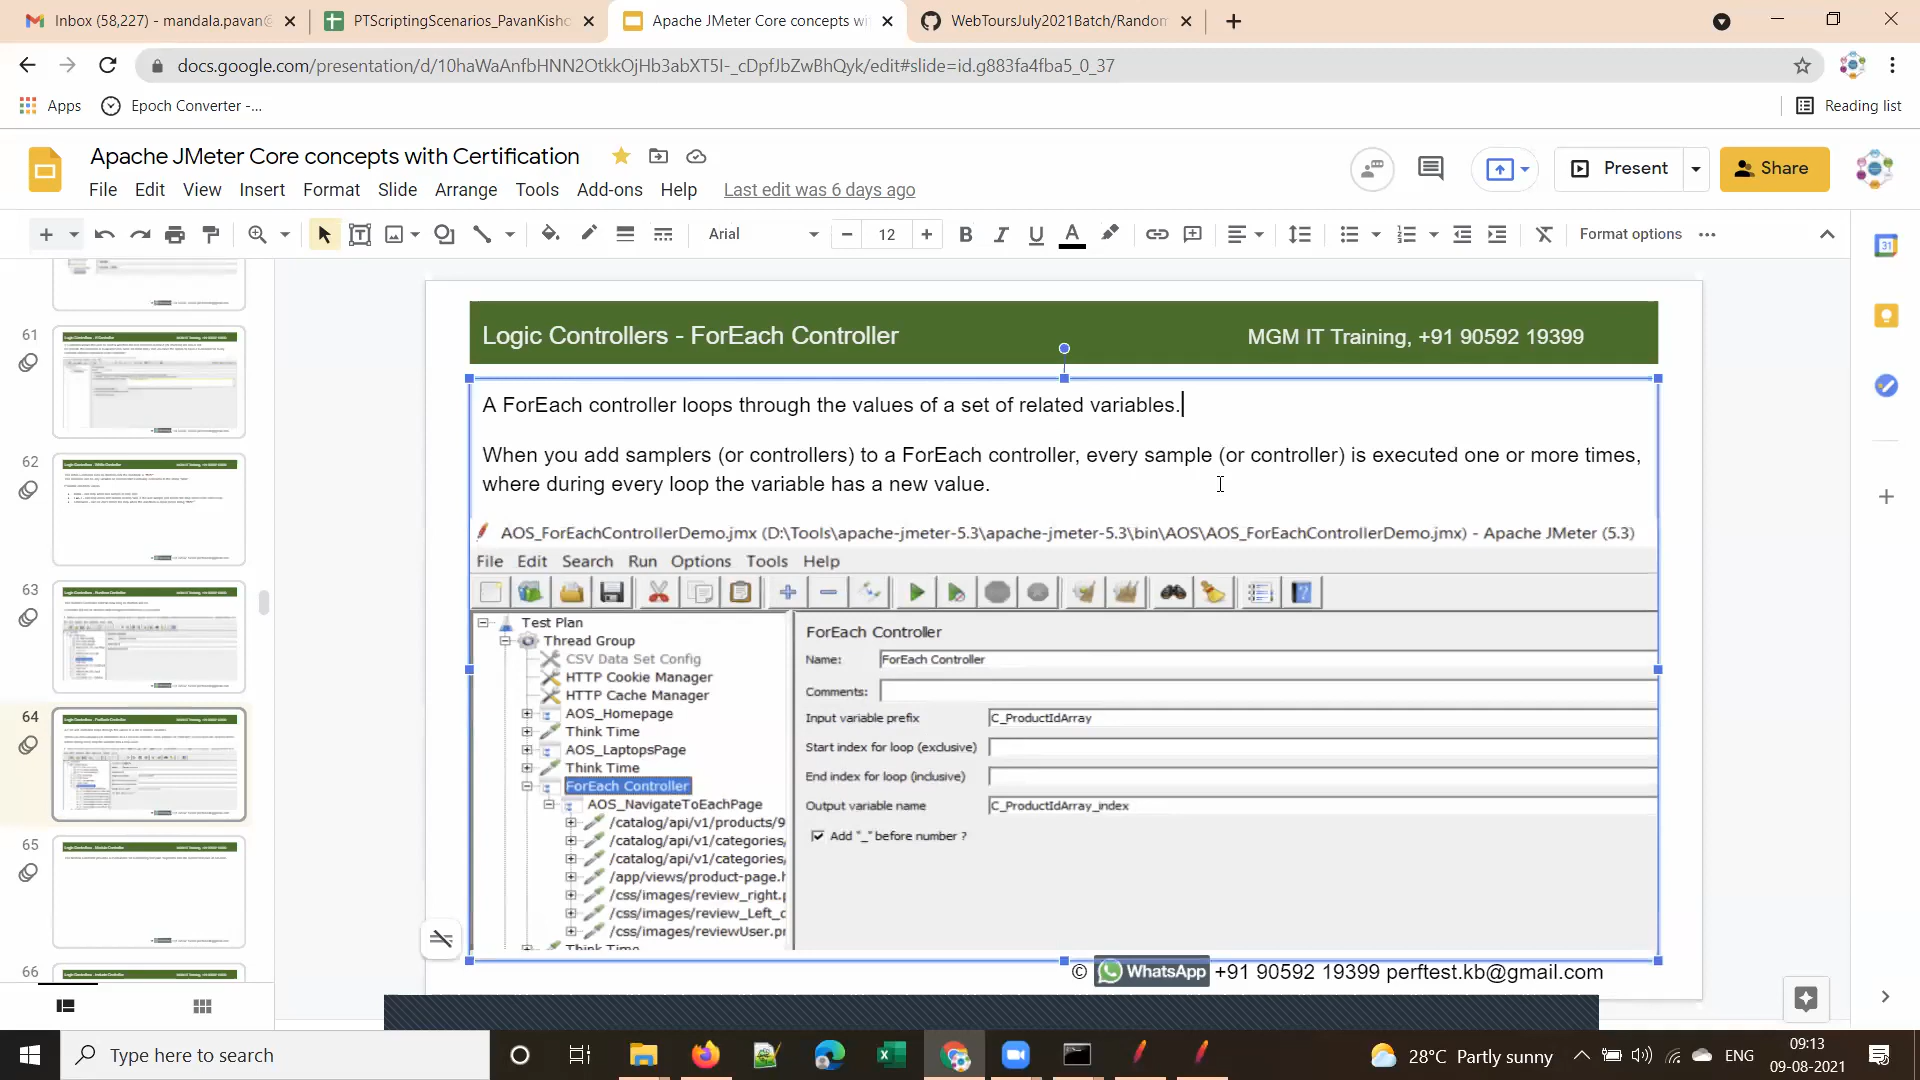 Inbox (58,227) - mandala.pavan@
PTScriptingScenarios_PavanKisho
Apache JMeter Core concepts wit
WebToursJuly2021Batch/Random
docs.google.com/presentation/d/10haWaAnfbHNN2OtkkOjHb3abXT5I-_cDpfJbZwBhQyk/edit#slide=id.g883fa4fba5_0_37
Apps
Epoch Converter -...
Reading list
Apache JMeter Core concepts with Certification
Present
Share
File Edit View Insert Format Slide Arrange Tools Add-ons Help Last edit was 6 days ago
Arial
12
Format options
31
61
62
63
64
65
66
Logic Controllers - ForEach Controller
MGM IT Training, +91 90592 19399
A ForEach controller loops through the values of a set of related variables.
When you add samplers (or controllers) to a ForEach controller, every sample (or controller) is executed one or more times,
where during every loop the variable has a new value.
AOS_ForEachControllerDemo.jmx (D:\Tools\apache-jmeter-5.3\apache-jmeter-5.3\bin\AOS\AOS_ForEachControllerDemo.jmx) - Apache JMeter (5.3)
File Edit Search Run Options Tools Help
Test Plan
Thread Group
CSV Data Set Config
HTTP Cookie Manager
HTTP Cache Manager
AOS_Homepage
Think Time
AOS_LaptopsPage
Think Time
ForEach Controller
AOS_NavigateToEachPage
/catalog/api/v1/products/9
/catalog/api/v1/categories,
/catalog/api/v1/categories,
/app/views/product-page.h
/css/images/review_right.p
/css/images/review_Left_c
/css/images/reviewUser.pr
Think Time
ForEach Controller
Name: ForEach Controller
Comments:
Input variable prefix C_ProductIdArray
Start index for loop (exclusive)
End index for loop (inclusive)
Output variable name C_ProductIdArray_index
Add "_" before number ?
© WhatsApp +91 90592 19399 perftest.kb@gmail.com
Type here to search
28°C Partly sunny
ENG
09:13
09-08-2021